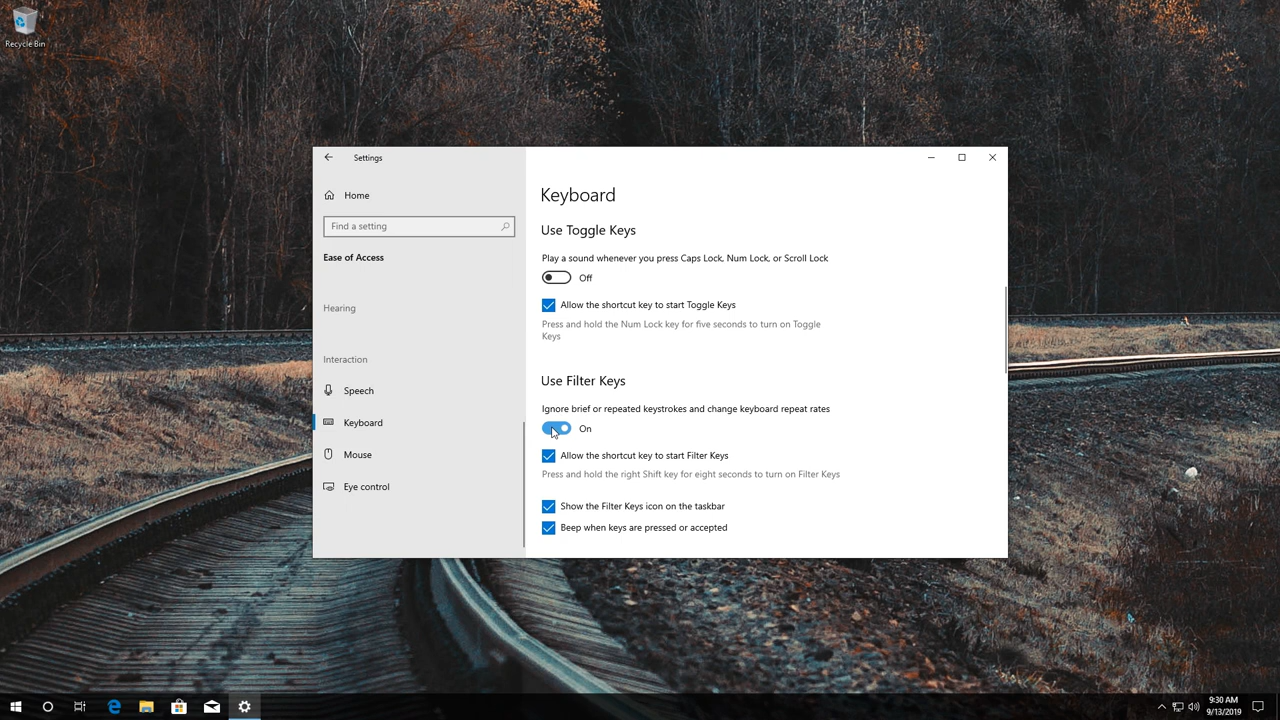 Recycle Bin
Settings
Home
Find a setting
Ease of Access
Hearing
Interaction
Speech
Keyboard
Mouse
Eye control
Keyboard
Use Toggle Keys
Play a sound whenever you press Caps Lock, Num Lock, or Scroll Lock
Off
Allow the shortcut key to start Toggle Keys
Press and hold the Num Lock key for five seconds to turn on Toggle
Keys
Use Filter Keys
Ignore brief or repeated keystrokes and change keyboard repeat rates
On
Allow the shortcut key to start Filter Keys
Press and hold the right Shift key for eight seconds to turn on Filter Keys
Show the Filter Keys icon on the taskbar
Beep when keys are pressed or accepted
9:30 AM
9/13/2019